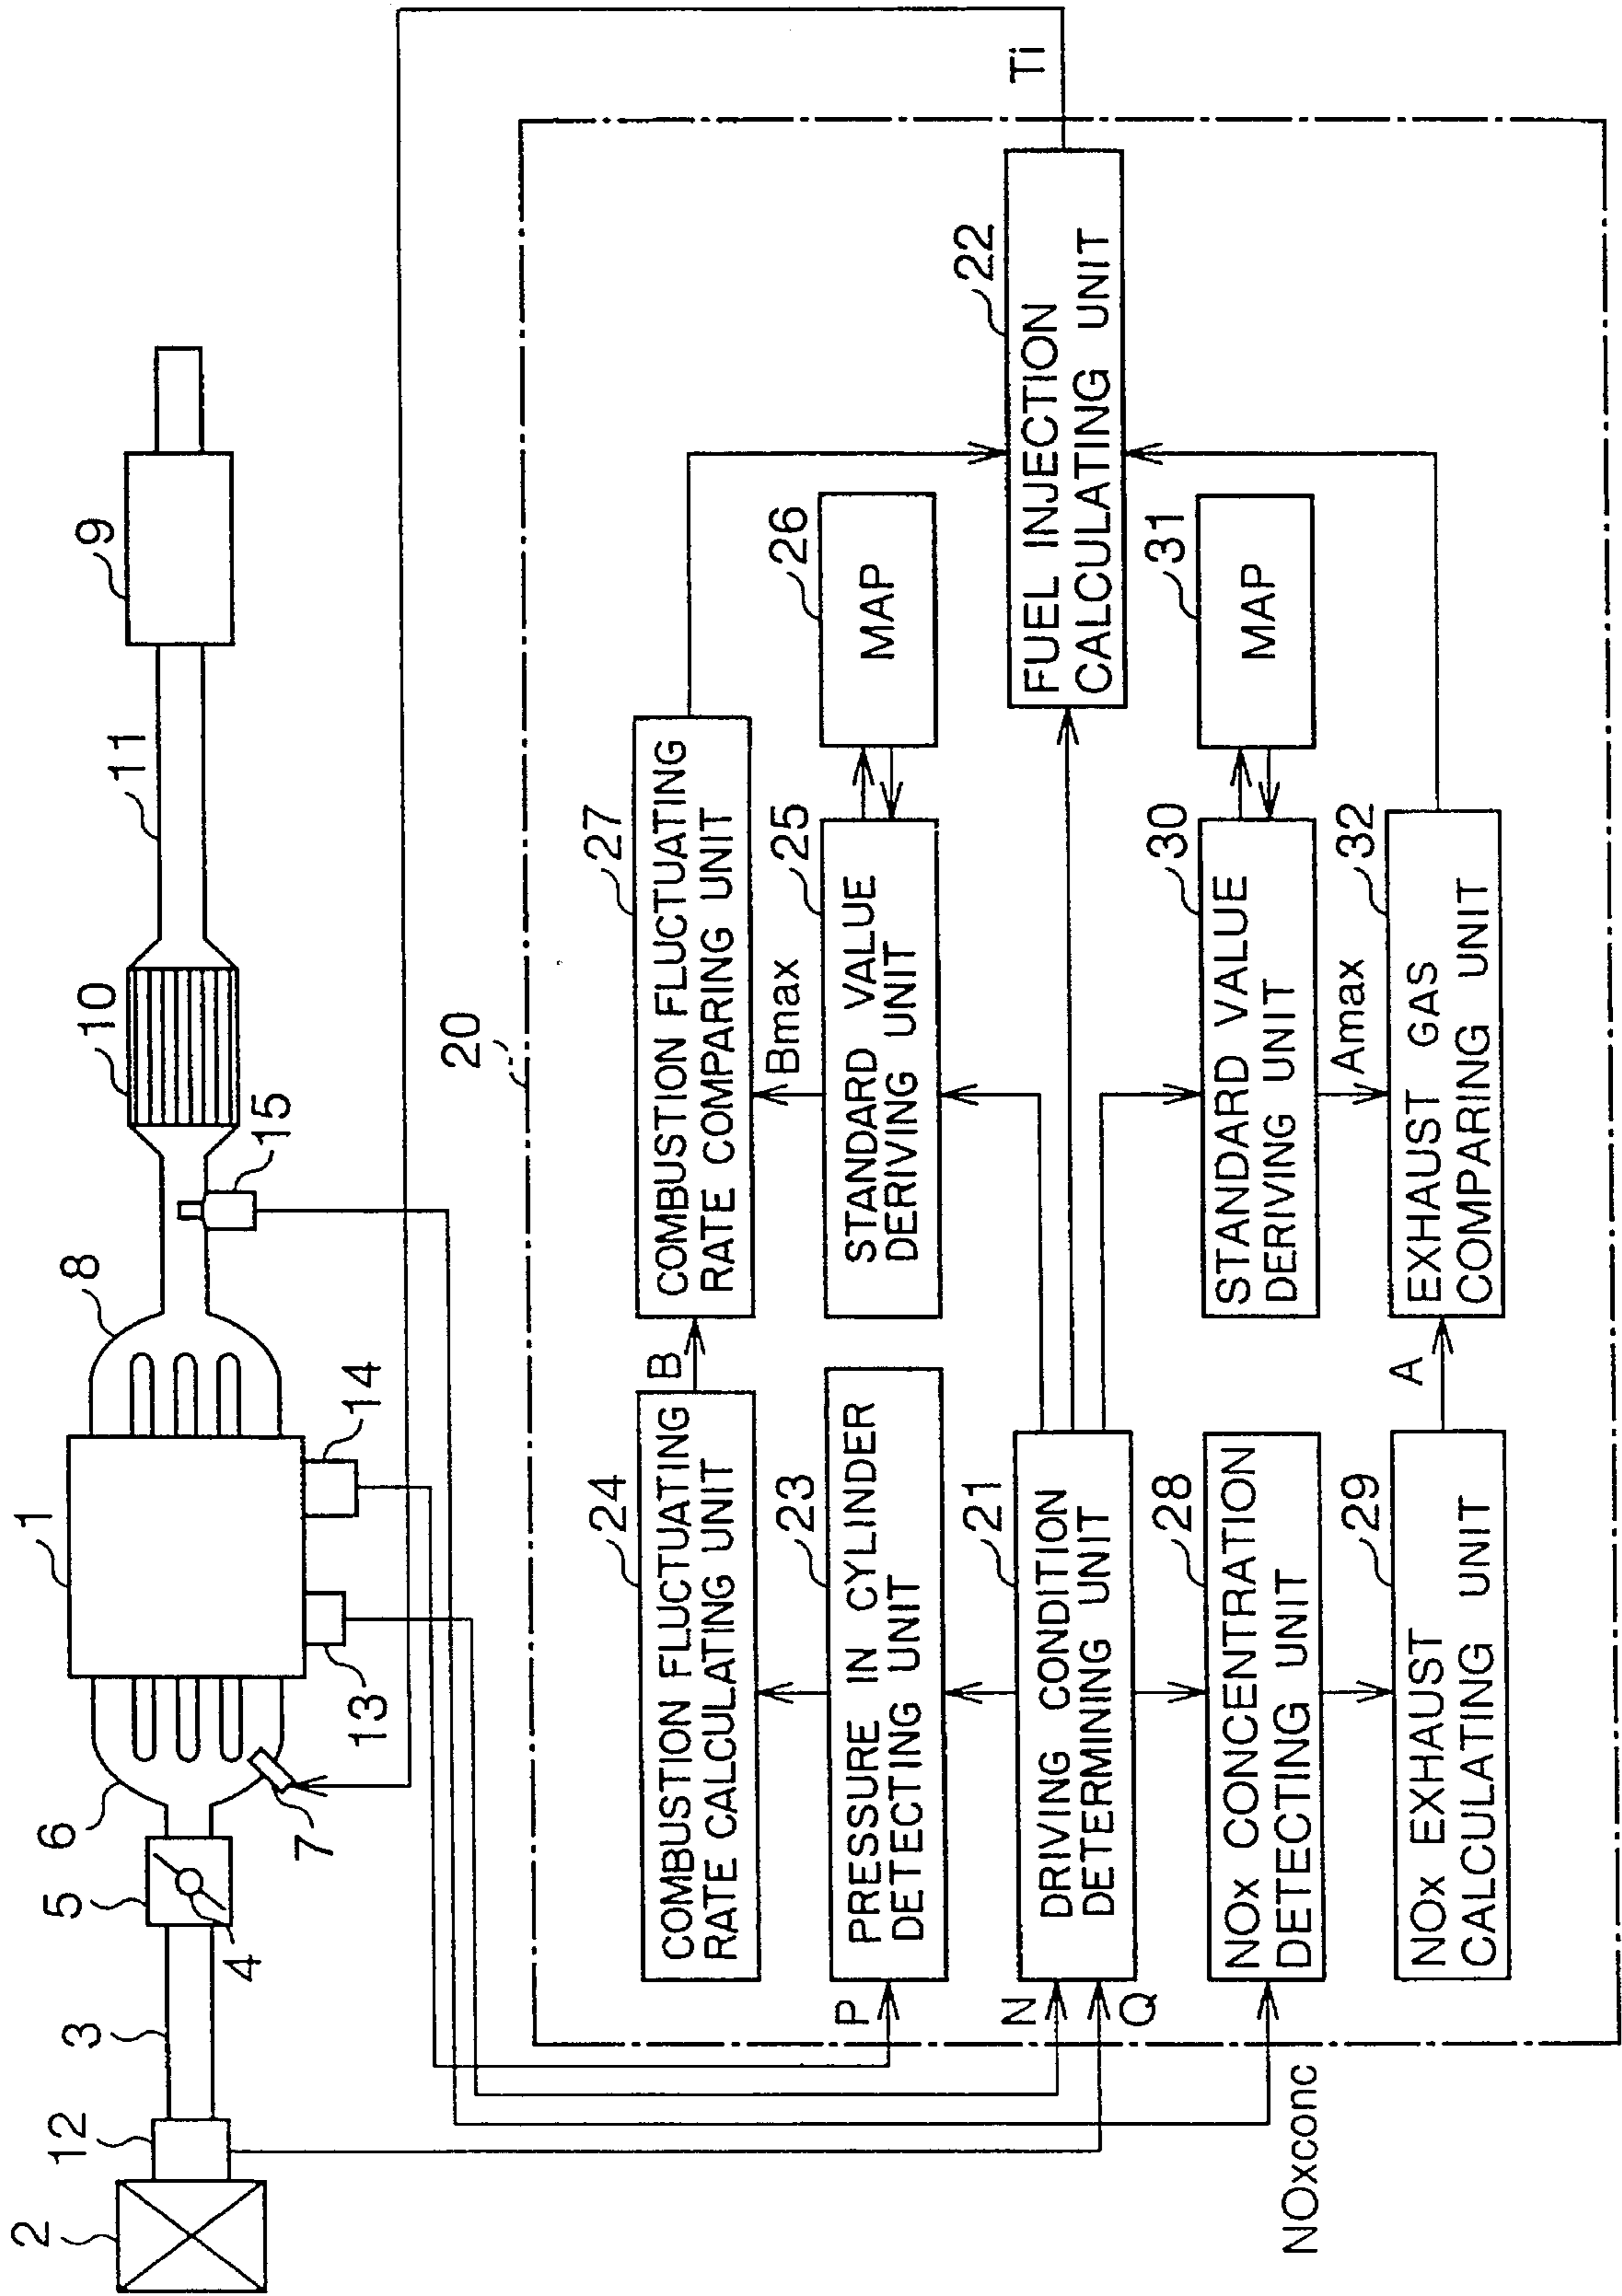 2
12
3
4
5
6
7
13
1
14
8
15
10
11
9
20
Ti
24
COMBUSTION FLUCTUATING
RATE CALCULATING UNIT
B
27
COMBUSTION FLUCTUATING
RATE COMPARING UNIT
Bmax
P
23
PRESSURE IN CYLINDER
DETECTING UNIT
25
STANDARD VALUE
DERIVING UNIT
26
MAP
N
Q
21
DRIVING CONDITION
DETERMINING UNIT
22
FUEL INJECTION
CALCULATING UNIT
NOxconc
28
NOx CONCENTRATION
DETECTING UNIT
30
STANDARD VALUE
DERIVING UNIT
31
MAP
Amax
29
NOx EXHAUST
CALCULATING UNIT
A
32
EXHAUST GAS
COMPARING UNIT